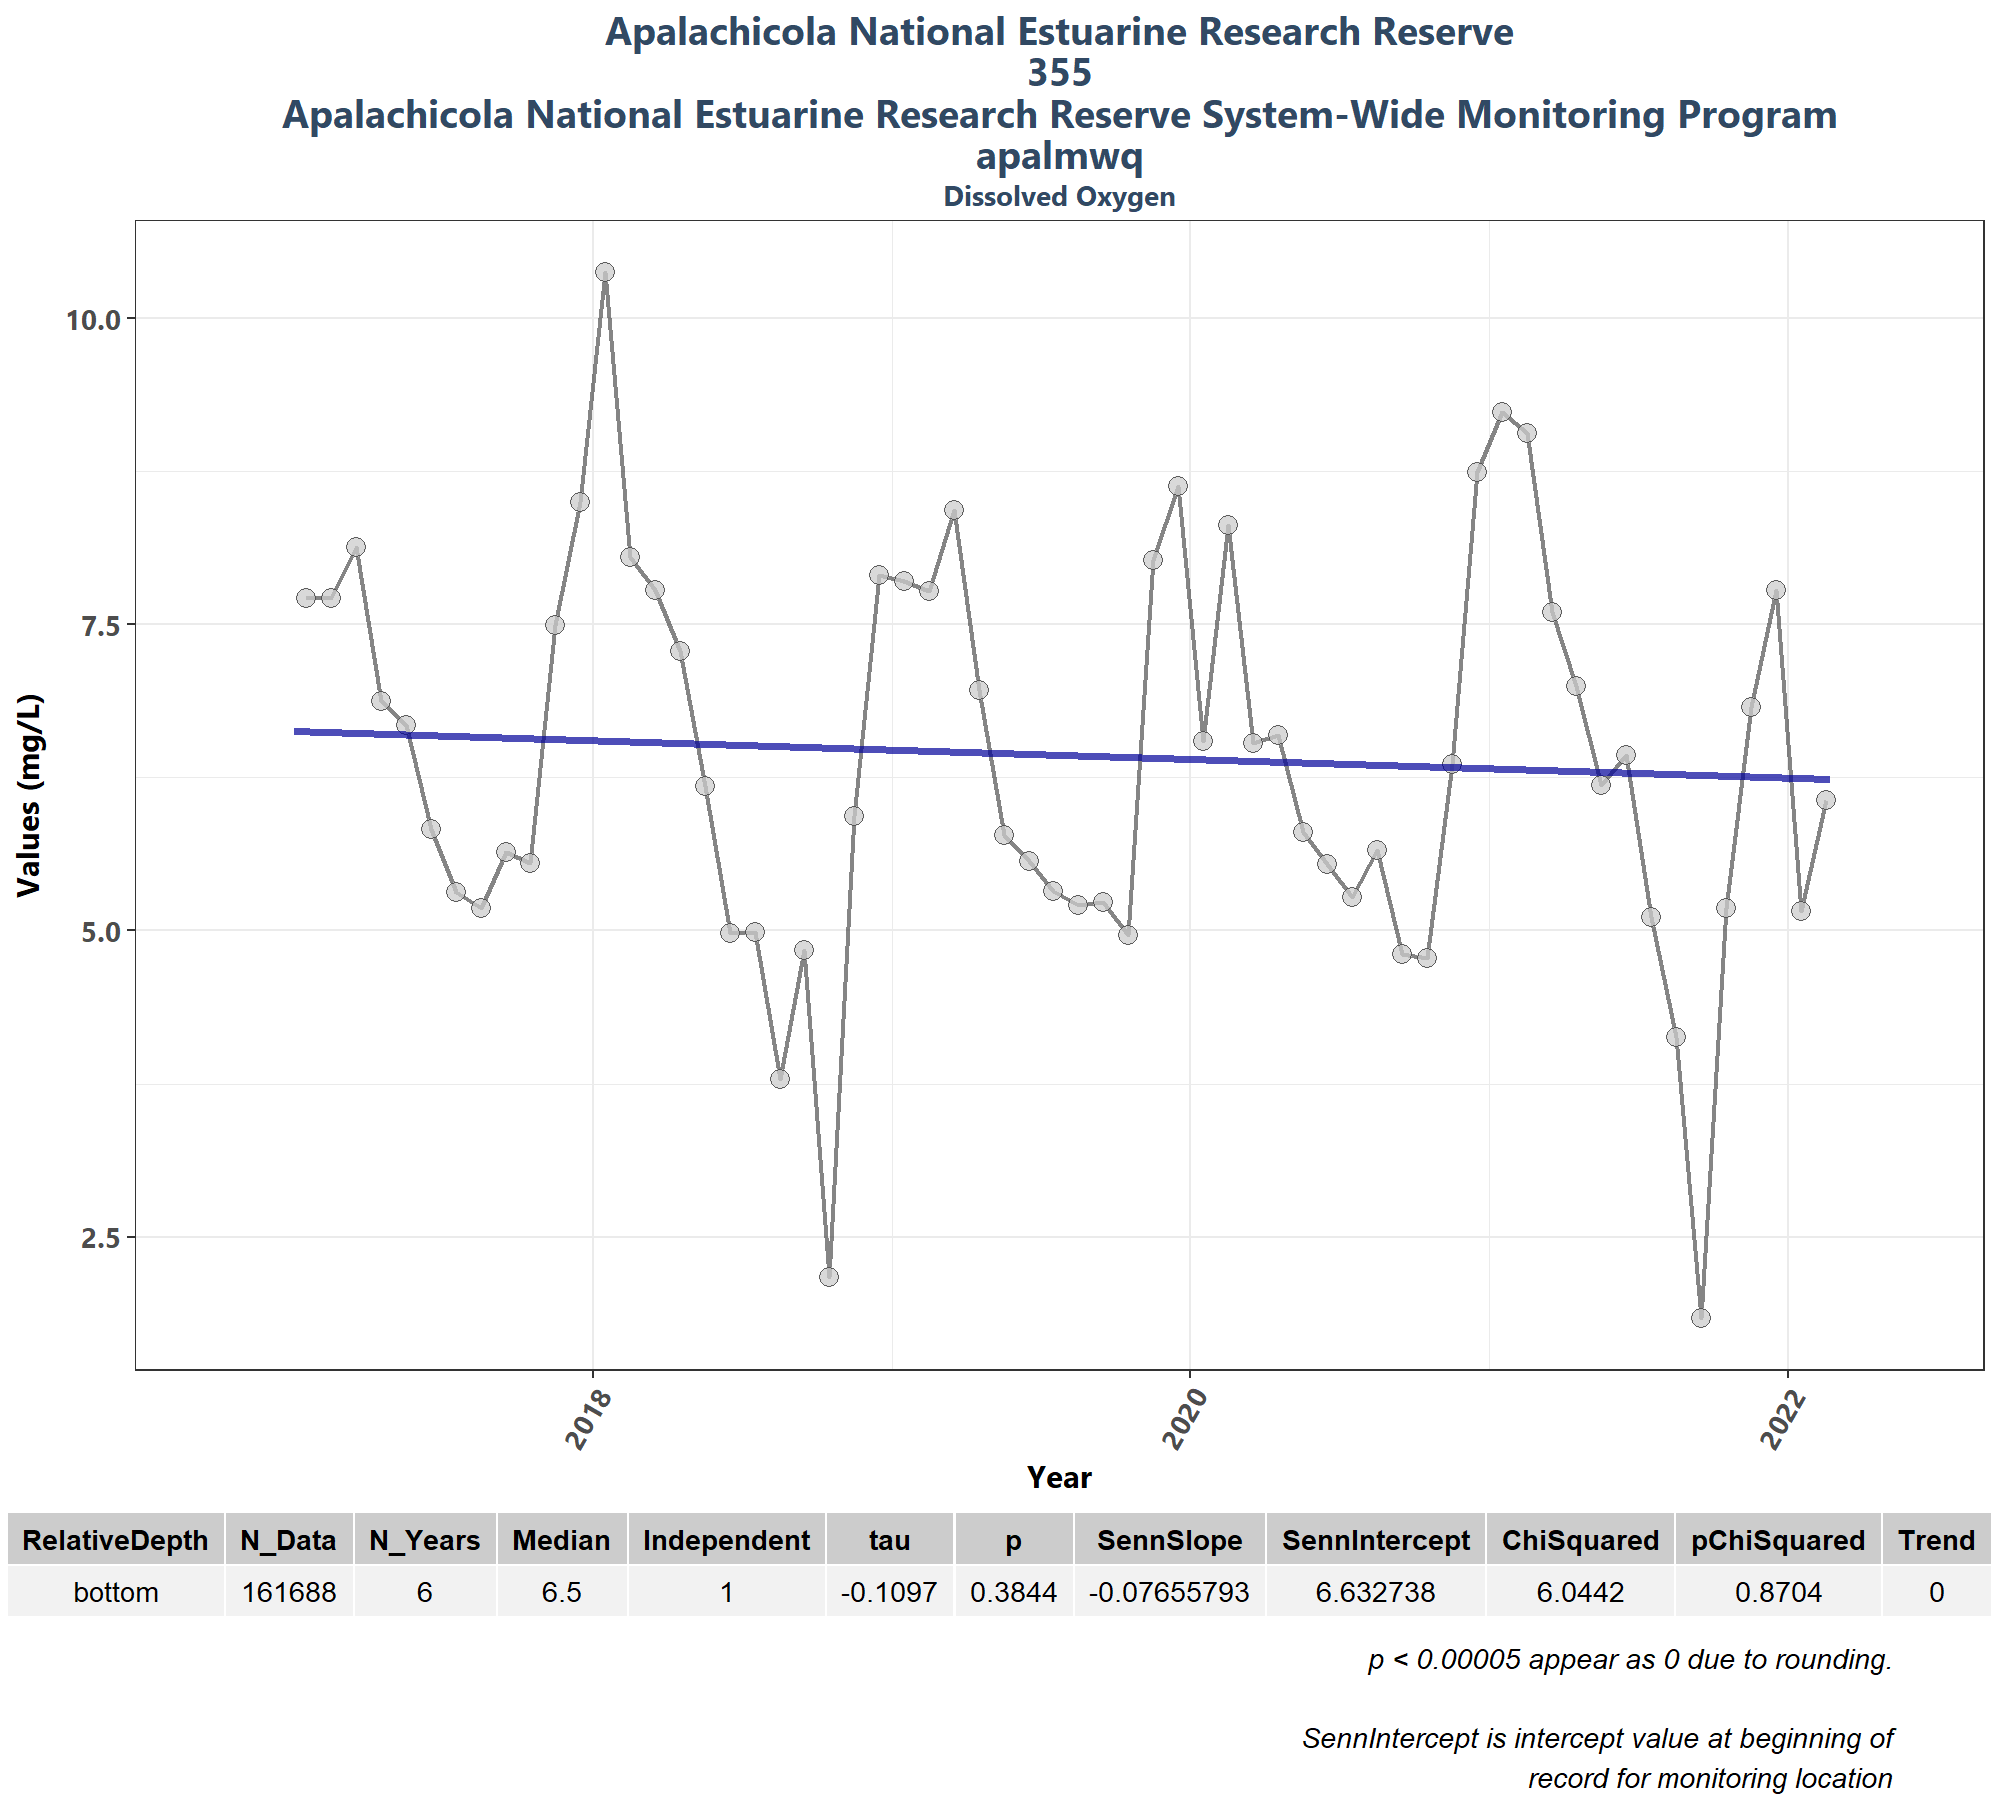 Apalachicola National Estuarine Research Reserve
355
Apalachicola National Estuarine Research Reserve System-Wide Monitoring Program
apalmwq
Dissolved Oxygen
10.0
7.5
5.0
2.5
Values (mg/L)
2018 2020 2022
Year
RelativeDepth N_Data N_Years Median Independent tau p SennSlope SennIntercept ChiSquared pChiSquared Trend
bottom 161688 6 6.5 1 -0.1097 0.3844 -0.07655793 6.632738 6.0442 0.8704 0
p < 0.00005 appear as 0 due to rounding.
SennIntercept is intercept value at beginning of
record for monitoring location